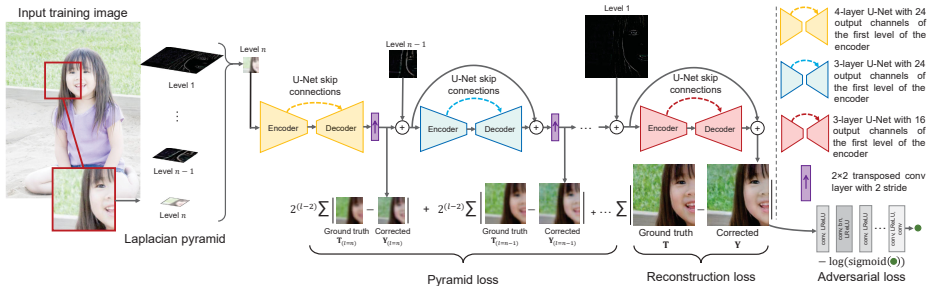 Input training image
Level 1
⋮
Level n−1
Level n
Laplacian pyramid
Level n
U-Net skip
connections
Encoder
Decoder
Level n−1
U-Net skip
connections
Encoder
Decoder
...
Level 1
U-Net skip
connections
Encoder
Decoder
4-layer U-Net with 24
output channels of
the first level of the
encoder
3-layer U-Net with 24
output channels of
the first level of the
encoder
3-layer U-Net with 16
output channels of
the first level of the
encoder
2×2 transposed conv
layer with 2 stride
2^(l−2) Σ | − | + 2^(l−2) Σ | − | + ... Σ | − |
Ground truth
T(l=n)
Corrected
Y(l=n)
Ground truth
T(l=n−1)
Corrected
Y(l=n−1)
Ground truth
T
Corrected
Y
Pyramid loss
Reconstruction loss
conv, LReLU
conv, BN,
LReLU
conv, LReLU
...
conv, LReLU,
conv
− log(sigmoid(●))
Adversarial loss